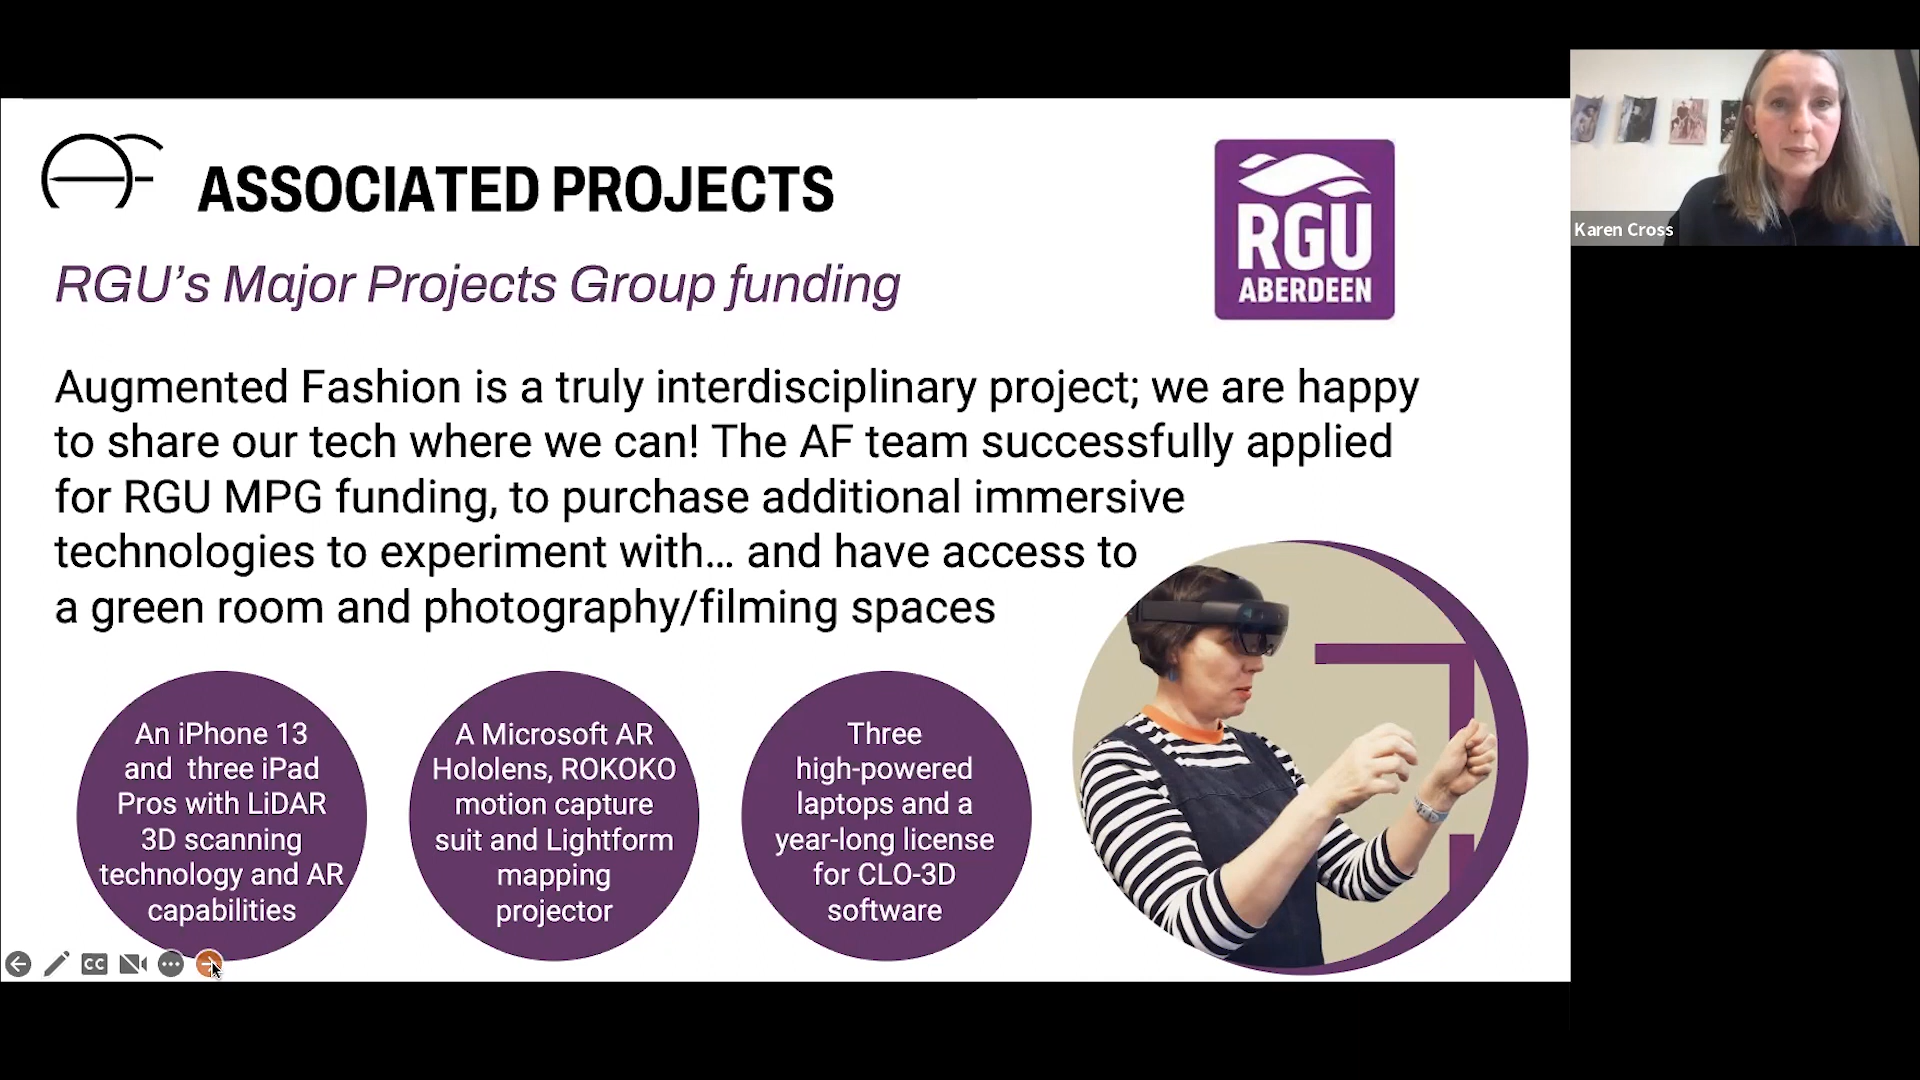 AF ASSOCIATED PROJECTS
RGU's Major Projects Group funding
RGU
ABERDEEN
Karen Cross
Augmented Fashion is a truly interdisciplinary project; we are happy
to share our tech where we can! The AF team successfully applied
for RGU MPG funding, to purchase additional immersive
technologies to experiment with... and have access to
a green room and photography/filming spaces
An iPhone 13
and three iPad
Pros with LiDAR
3D scanning
technology and AR
capabilities
A Microsoft AR
Hololens, ROKOKO
motion capture
suit and Lightform
mapping
projector
Three
high-powered
laptops and a
year-long license
for CLO-3D
software
CC